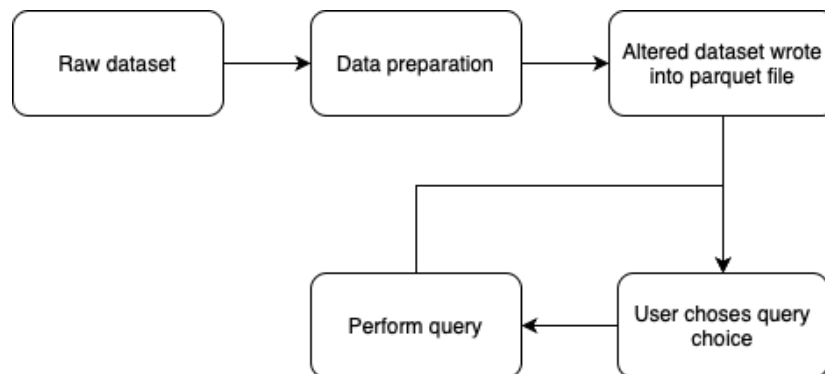 Raw dataset
Data preparation
Altered dataset wrote
into parquet file
Perform query
User choses query
choice